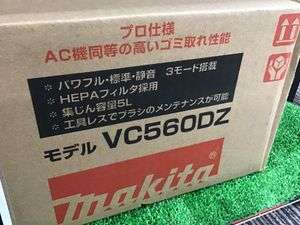 プロ仕様
AC機同等の高いゴミ取れ性能
・パワフル・標準・静音 3モード搭載
・HEPAフィルタ採用
・集じん容量5L
・工具レスでブラシのメンテナンスが可能
モデル VC560DZ
makita